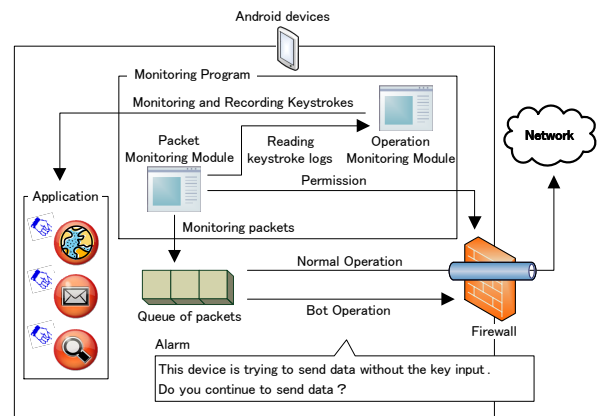 Android devices
Monitoring Program
Monitoring and Recording Keystrokes
Packet
Monitoring Module
Reading
keystroke logs
Operation
Monitoring Module
Network
Permission
Application
Monitoring packets
Normal Operation
Queue of packets
Bot Operation
Firewall
Alarm
This device is trying to send data without the key input .
Do you continue to send data ?